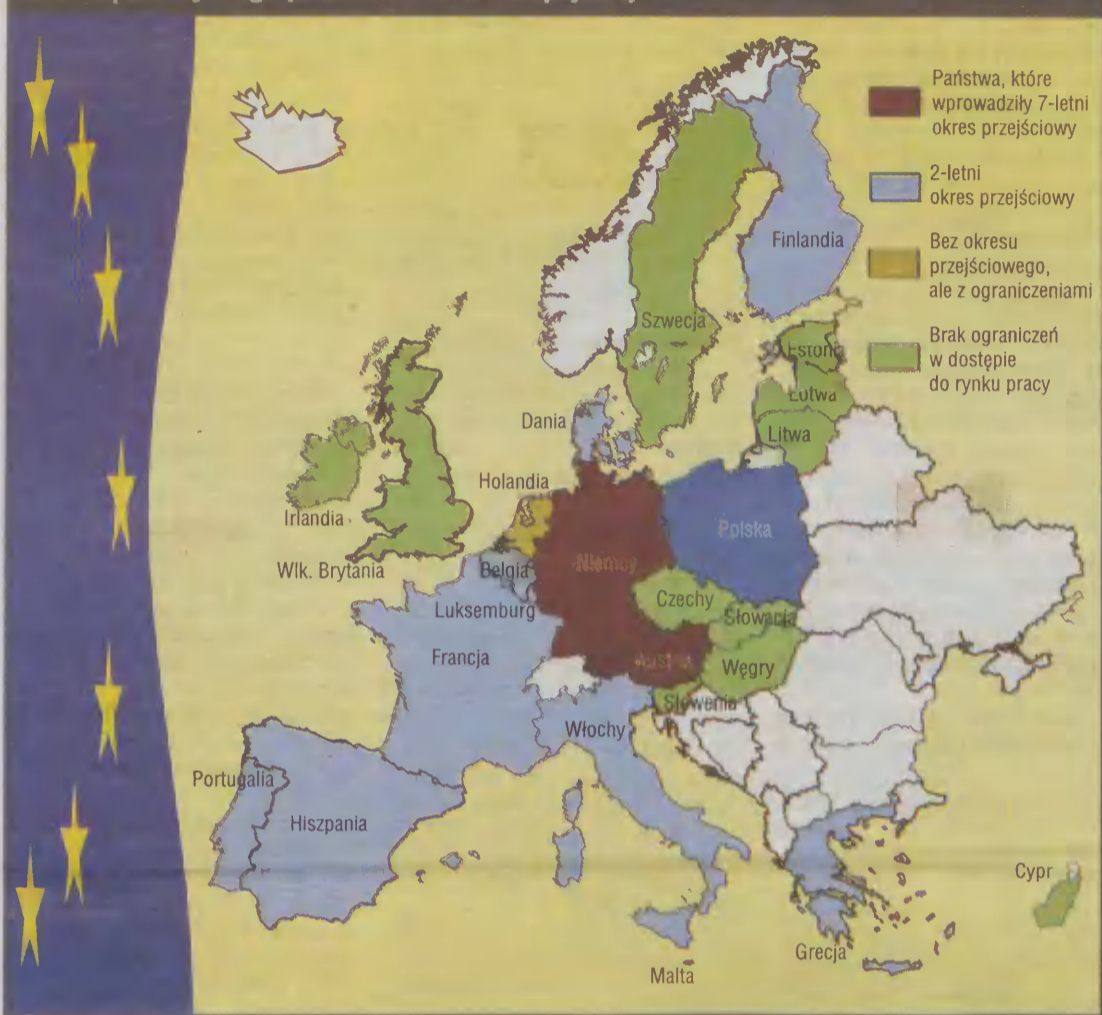 Państwa, które
wprowadziły 7-letni
okres przejściowy
2-letni
okres przejściowy
Bez okresu
przejściowego,
ale z ograniczeniami
Brak ograniczeń
w dostępie
do rynku pracy
Finlandia
Szwecja
Estonia
Łotwa
Litwa
Dania
Holandia
Irlandia
Wlk. Brytania
Belgia
Niemcy
Polska
Luksemburg
Czechy
Słowacja
Francja
Austria
Węgry
Słowenia
Włochy
Portugalia
Hiszpania
Cypr
Grecja
Malta